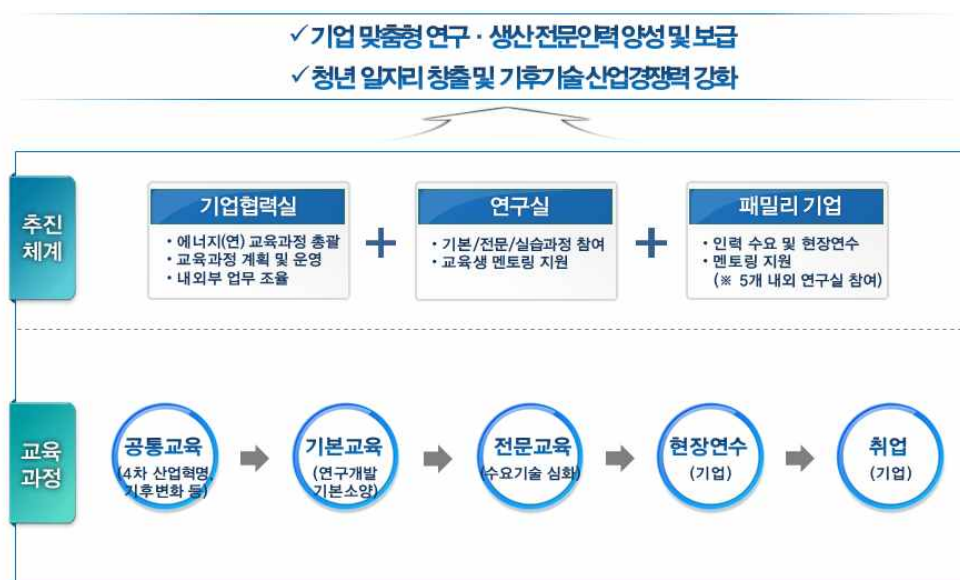 ✓기업 맞춤형 연구 · 생산 전문인력 양성 및 보급
✓청년 일자리 창출 및 기후기술 산업경쟁력 강화
추진
체계
기업협력실
• 에너지(연) 교육과정 총괄
• 교육과정 계획 및 운영
• 내외부 업무 조율
+
연구실
• 기본/전문/실습과정 참여
• 교육생 멘토링 지원
+
패밀리 기업
• 인력 수요 및 현장연수
• 멘토링 지원
(※ 5개 내외 연구실 참여)
교육
과정
공통교육
(4차 산업혁명,
기후변화 등)
기본교육
(연구개발
기본소양)
전문교육
(수요기술 심화)
현장연수
(기업)
취업
(기업)